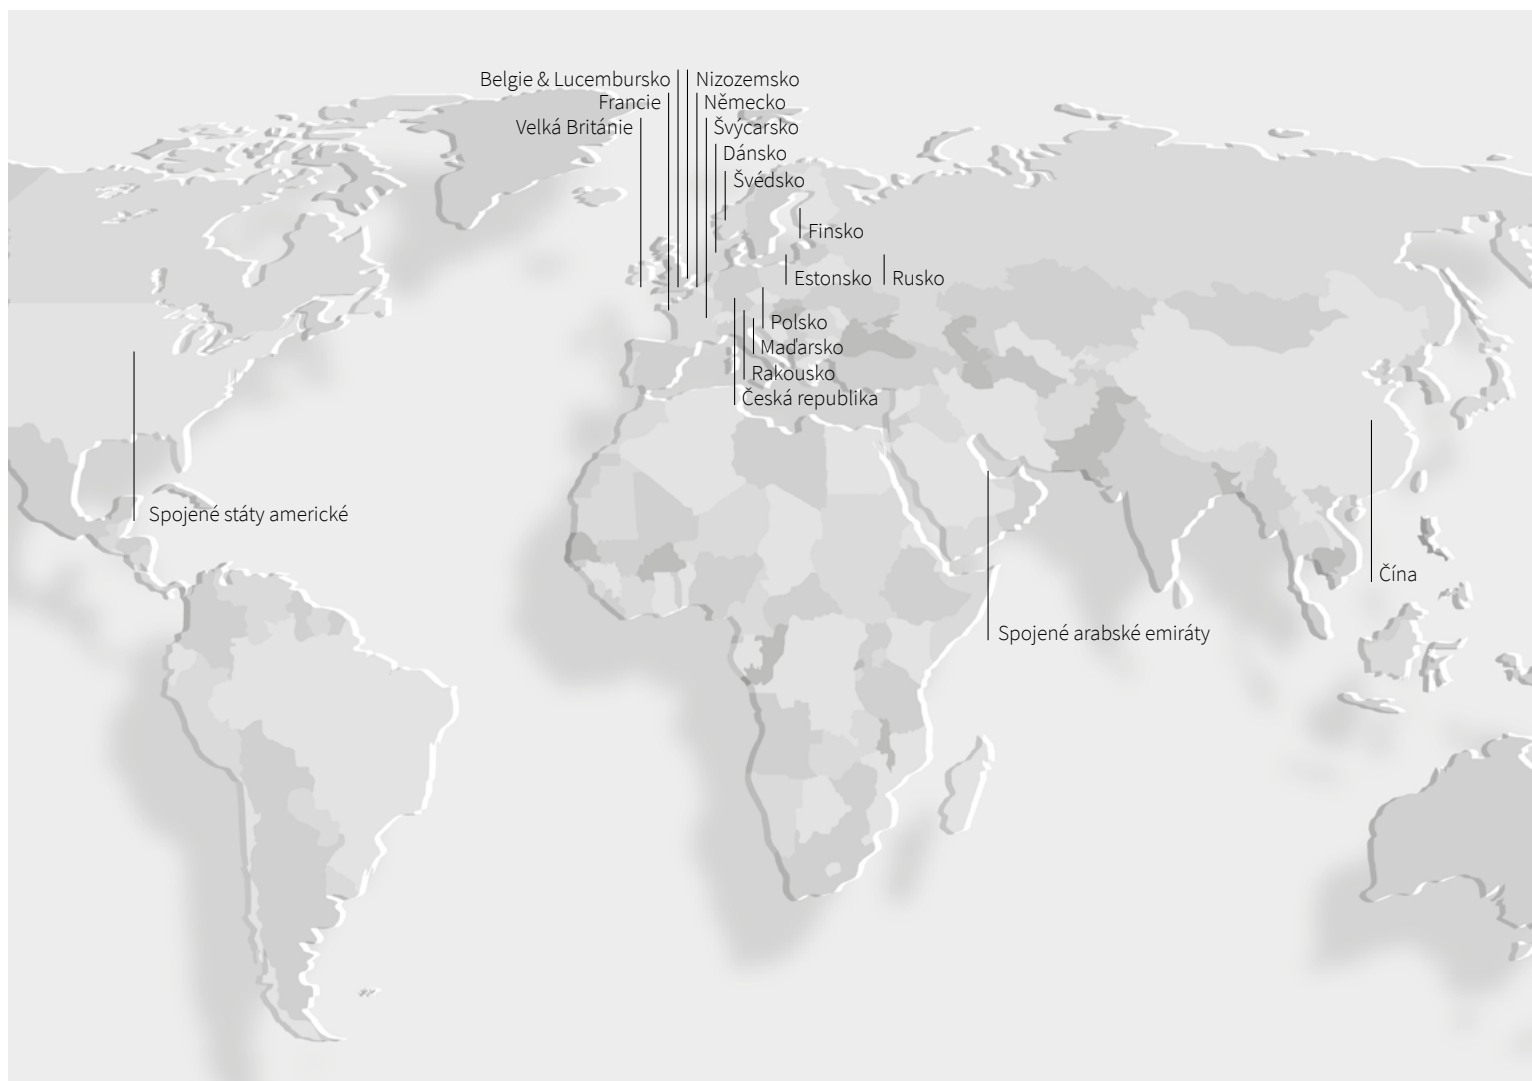 Belgie & Lucembursko
Nizozemsko
Francie
Německo
Velká Británie
Švýcarsko
Dánsko
Švédsko
Finsko
Estonsko
Rusko
Polsko
Maďarsko
Rakousko
Česká republika
Spojené státy americké
Čína
Spojené arabské emiráty